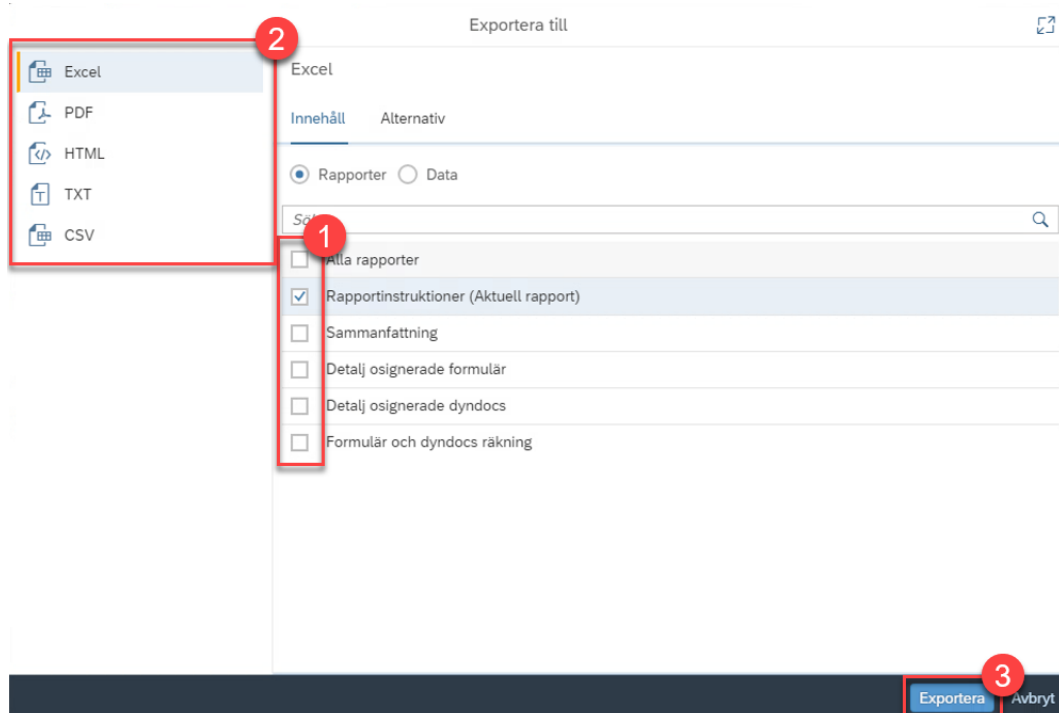 Exportera till
2
Excel
PDF
HTML
TXT
CSV
Excel
Innehåll Alternativ
Rapporter Data
1
Alla rapporter
Rapportinstruktioner (Aktuell rapport)
Sammanfattning
Detalj osignerade formulär
Detalj osignerade dyndocs
Formulär och dyndocs räkning
3
Exportera Avbryt